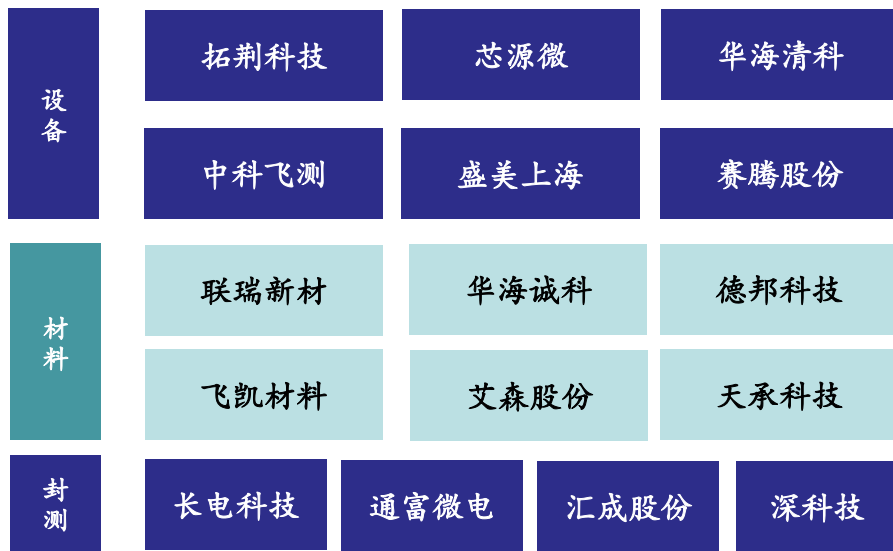 设
备
拓荆科技
芯源微
华海清科
中科飞测
盛美上海
赛腾股份
材
料
联瑞新材
华海诚科
德邦科技
飞凯材料
艾森股份
天承科技
封
测
长电科技
通富微电
汇成股份
深科技